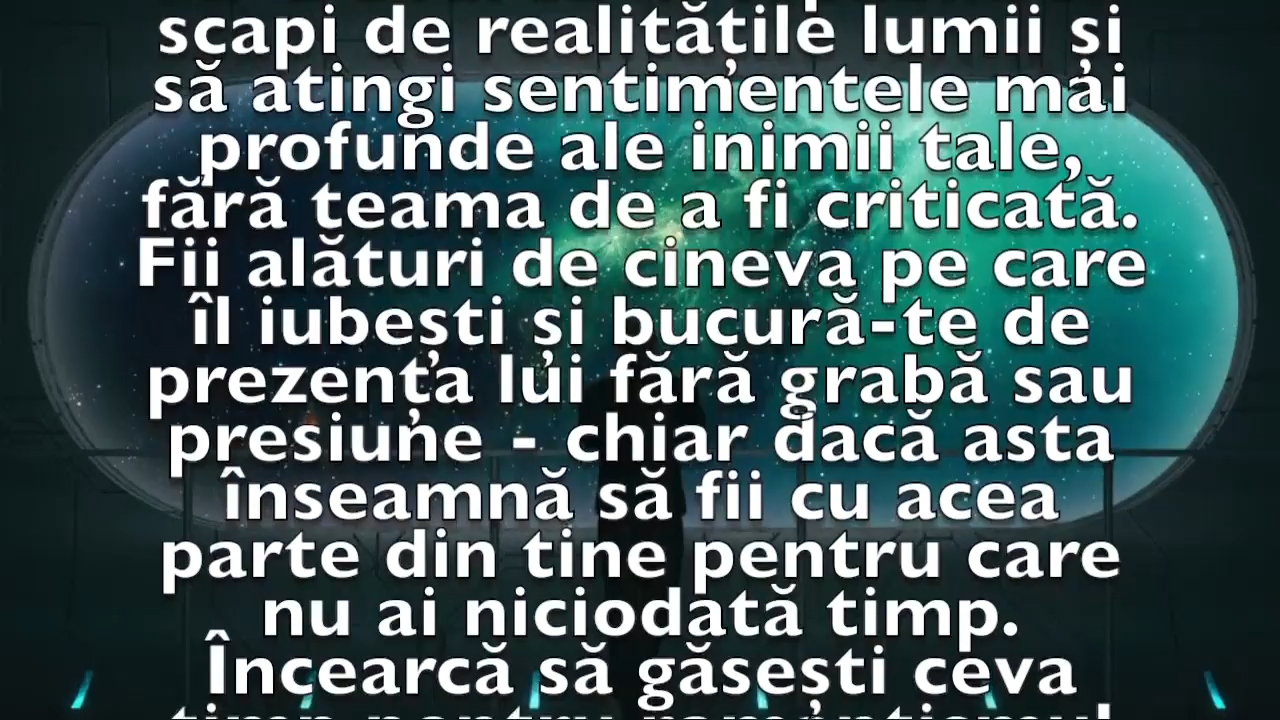 scapi de realitățile lumii și
să atingi sentimentele mai
profunde ale inimii tale,
fără teama de a fi criticată.
Fii alături de cineva pe care
îl iubești și bucură-te de
prezența lui fără grabă sau
presiune - chiar dacă asta
înseamnă să fii cu acea
parte din tine pentru care
nu ai niciodată timp.
Încearcă să găsești ceva
timp pentru